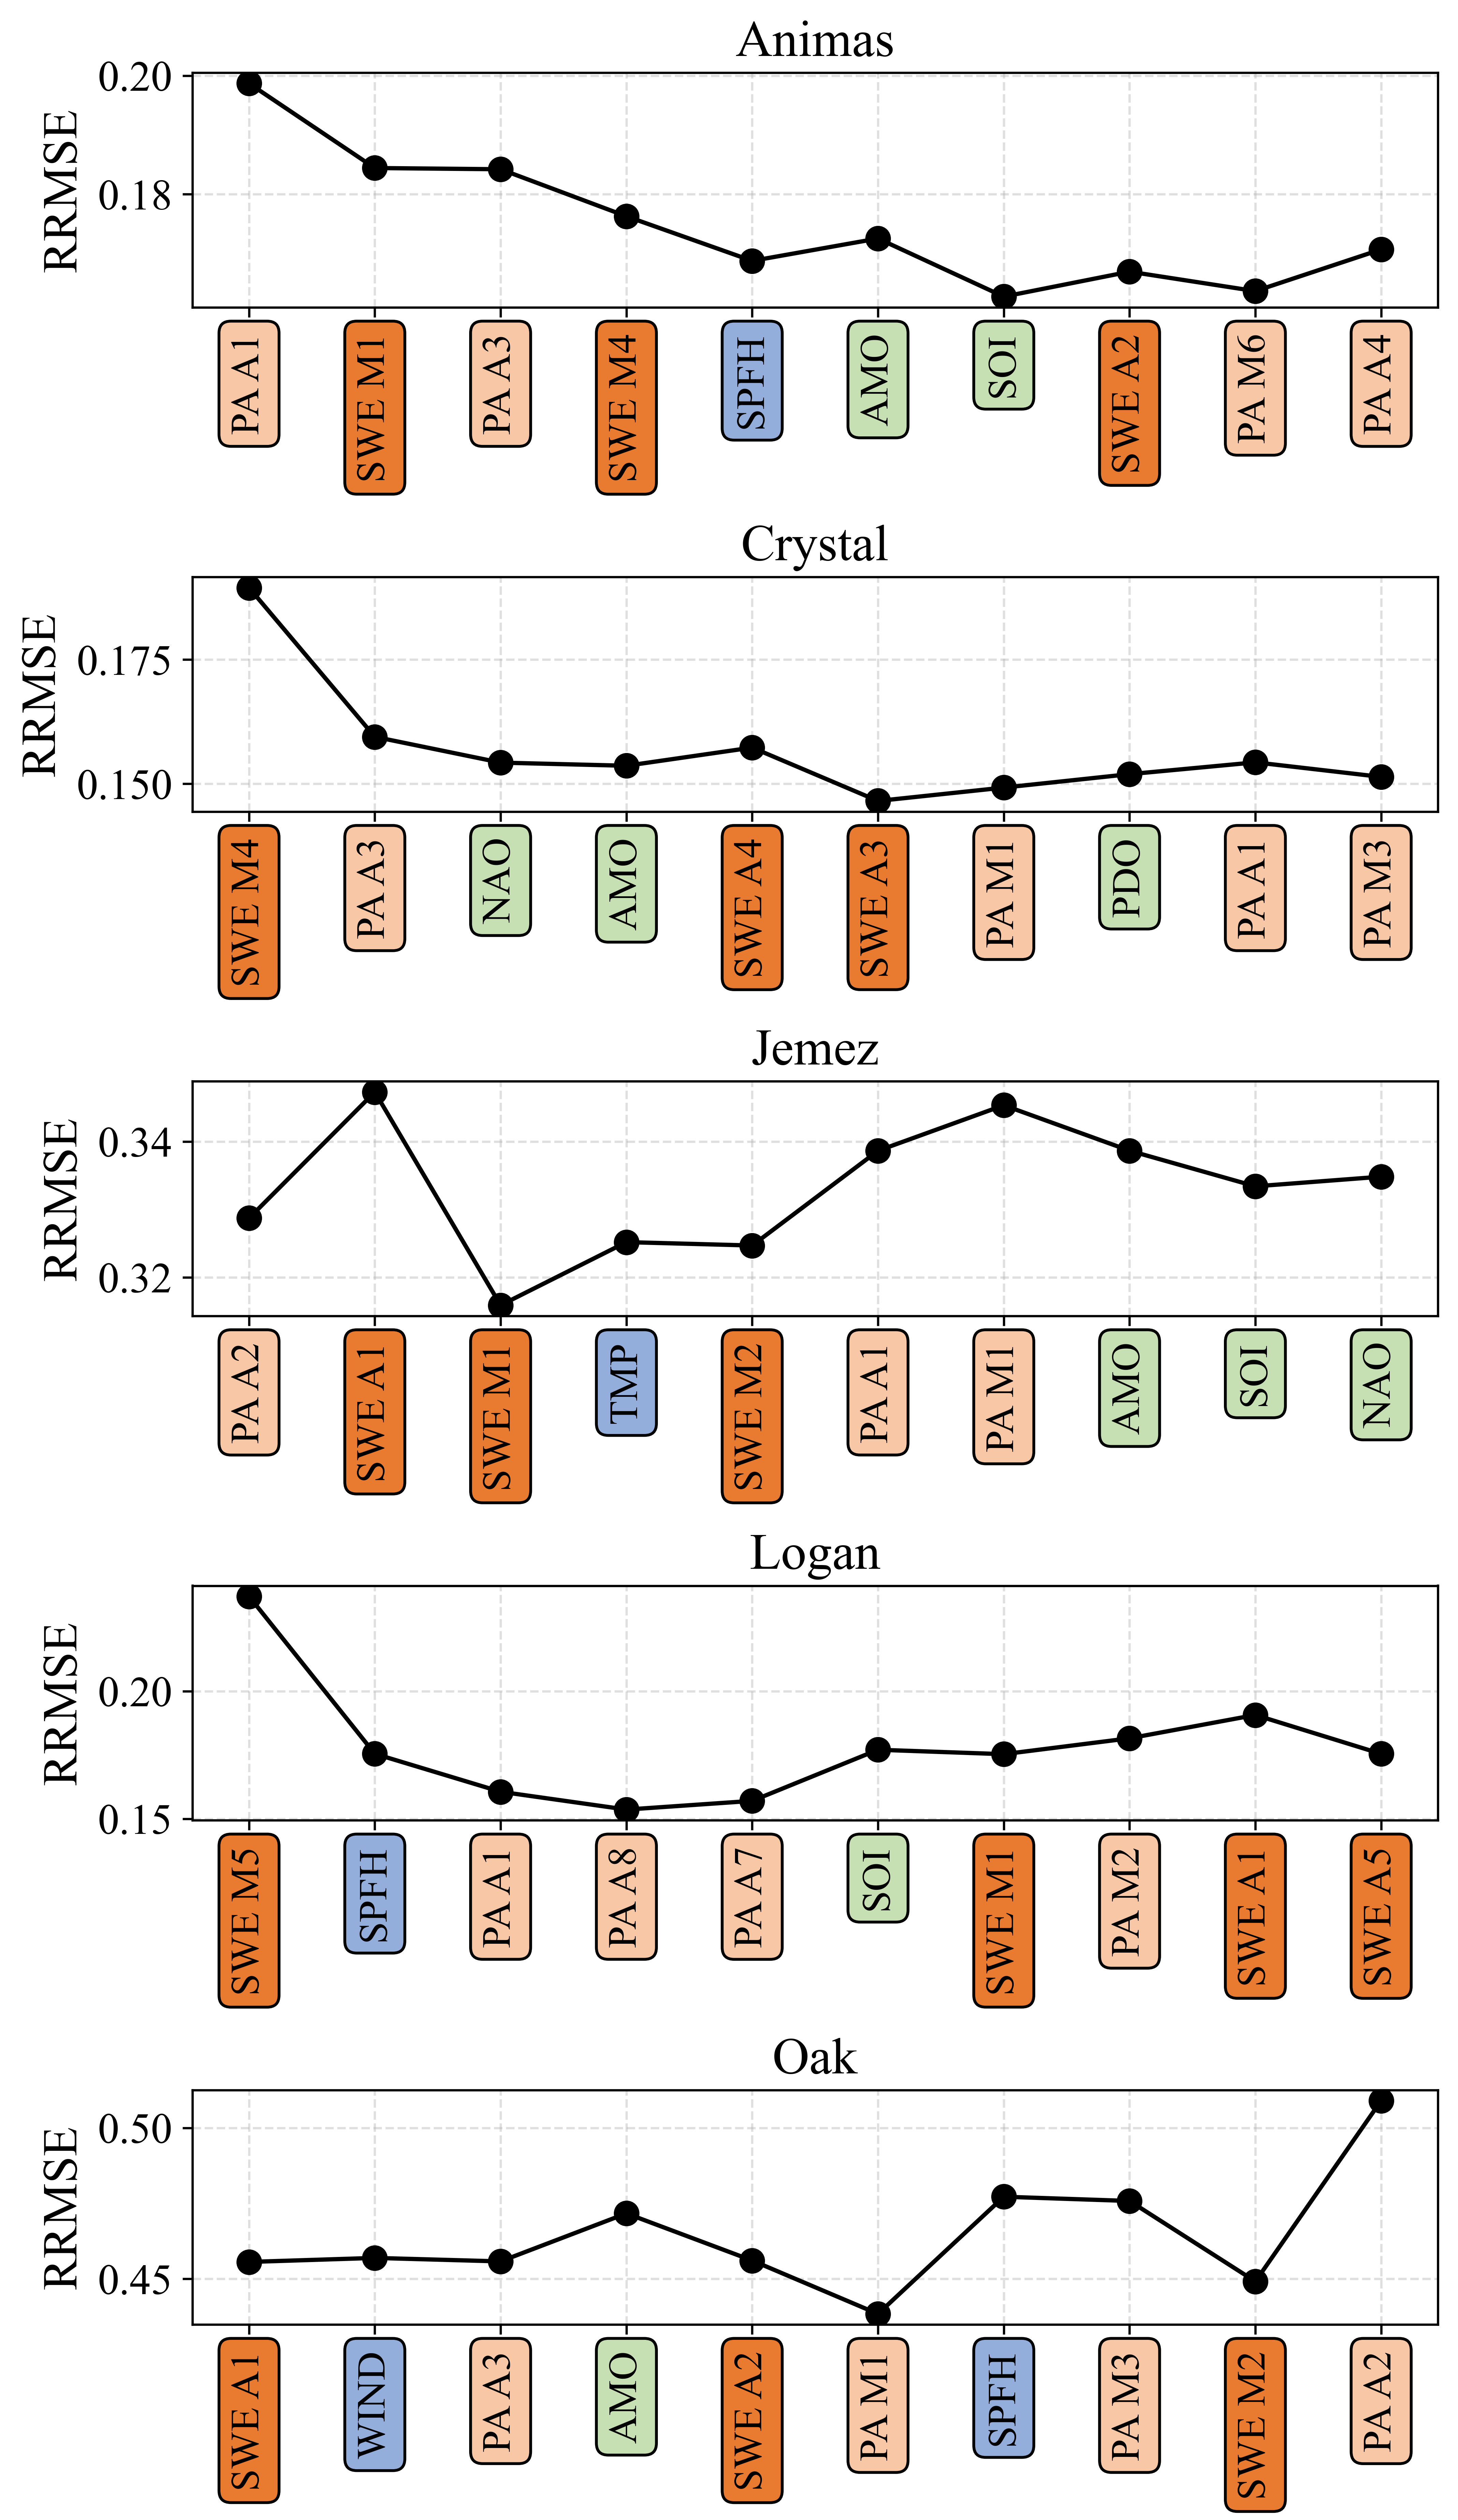 Animas
RRMSE
0.20
0.18
PA A1
SWE M1
PA A3
SWE M4
SPFH
AMO
SOI
SWE A2
PA M6
PA A4
Crystal
RRMSE
0.175
0.150
SWE M4
PA A3
NAO
AMO
SWE A4
SWE A3
PA M1
PDO
PA A1
PA M3
Jemez
RRMSE
0.34
0.32
PA A2
SWE A1
SWE M1
TMP
SWE M2
PA A1
PA M1
AMO
SOI
NAO
Logan
RRMSE
0.20
0.15
SWE M5
SPFH
PA A1
PA A8
PA A7
SOI
SWE M1
PA M2
SWE A1
SWE A5
Oak
RRMSE
0.50
0.45
SWE A1
WIND
PA A3
AMO
SWE A2
PA M1
SPFH
PA M3
SWE M2
PA A2